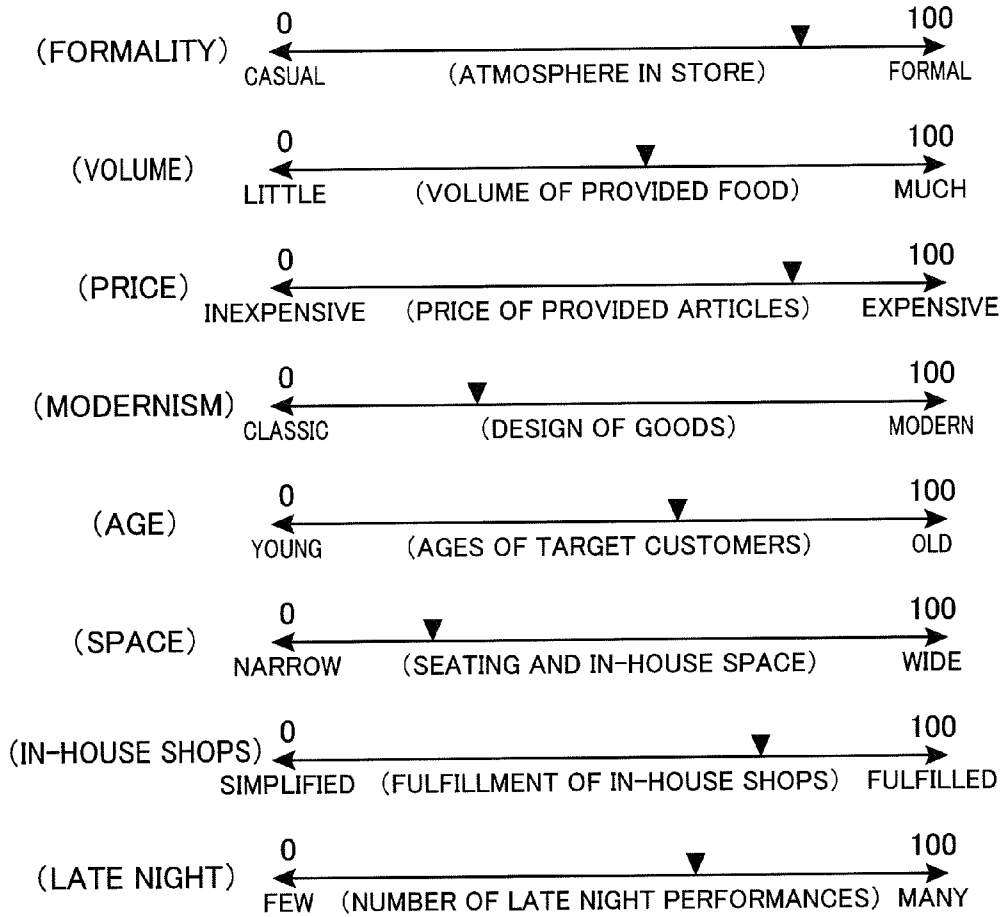 0 100
(FORMALITY)
CASUAL (ATMOSPHERE IN STORE) FORMAL
0 100
(VOLUME)
LITTLE (VOLUME OF PROVIDED FOOD) MUCH
0 100
(PRICE)
INEXPENSIVE (PRICE OF PROVIDED ARTICLES) EXPENSIVE
0 100
(MODERNISM)
CLASSIC (DESIGN OF GOODS) MODERN
0 100
(AGE)
YOUNG (AGES OF TARGET CUSTOMERS) OLD
0 100
(SPACE)
NARROW (SEATING AND IN-HOUSE SPACE) WIDE
0 100
(IN-HOUSE SHOPS)
SIMPLIFIED (FULFILLMENT OF IN-HOUSE SHOPS) FULFILLED
0 100
(LATE NIGHT)
FEW (NUMBER OF LATE NIGHT PERFORMANCES) MANY